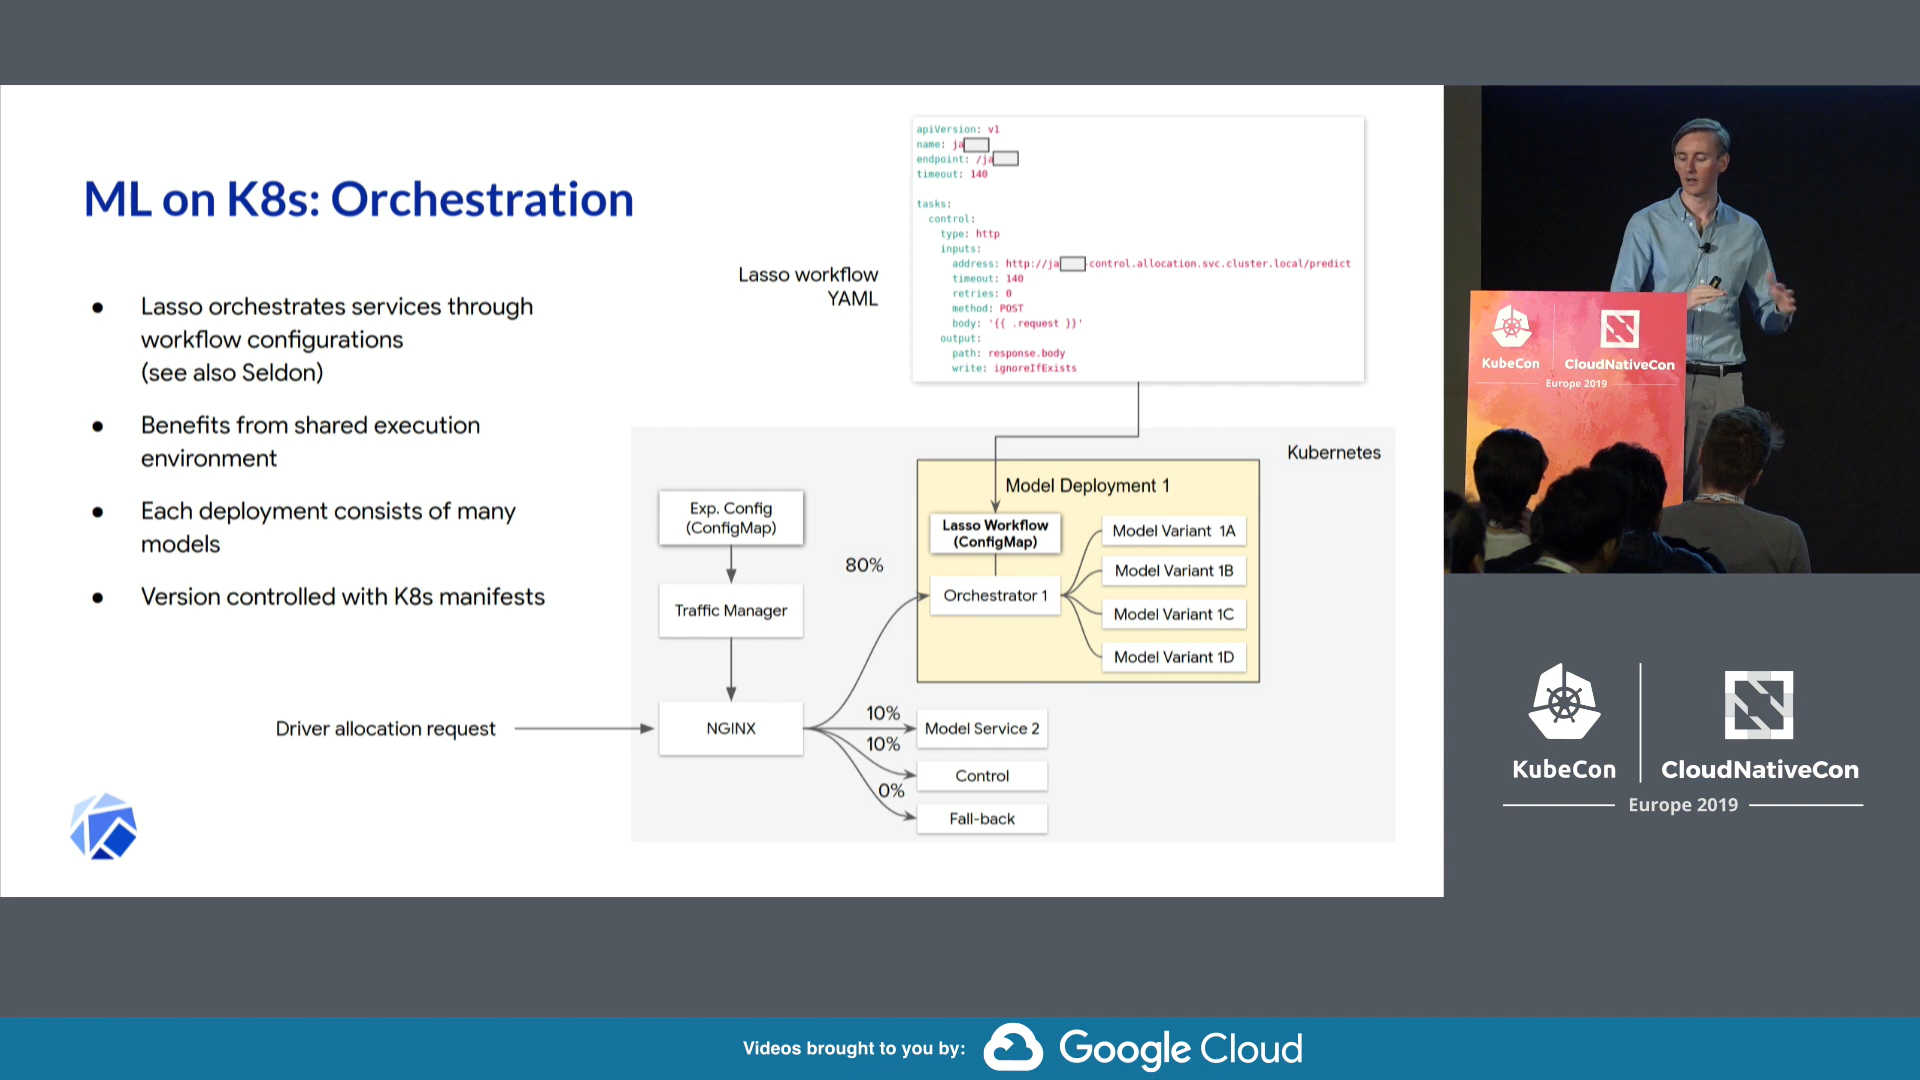 ML on K8s: Orchestration
● Lasso orchestrates services through
workflow configurations
(see also Seldon)
● Benefits from shared execution
environment
● Each deployment consists of many
models
● Version controlled with K8s manifests
Lasso workflow
YAML
apiVersion: v1
name: ja
endpoint: /ja
timeout: 140
tasks:
control:
type: http
inputs:
address: http://ja control.allocation.svc.cluster.local/predict
timeout: 140
retries: 0
method: POST
body: '{{ .request }}'
output:
path: response.body
write: ignoreIfExists
Kubernetes
Exp. Config
(ConfigMap)
Traffic Manager
NGINX
Driver allocation request
80%
10%
10%
0%
Model Deployment 1
Lasso Workflow
(ConfigMap)
Orchestrator 1
Model Variant 1A
Model Variant 1B
Model Variant 1C
Model Variant 1D
Model Service 2
Control
Fall-back
KubeCon
CloudNativeCon
Europe 2019
KubeCon
CloudNativeCon
Europe 2019
Videos brought to you by: Google Cloud